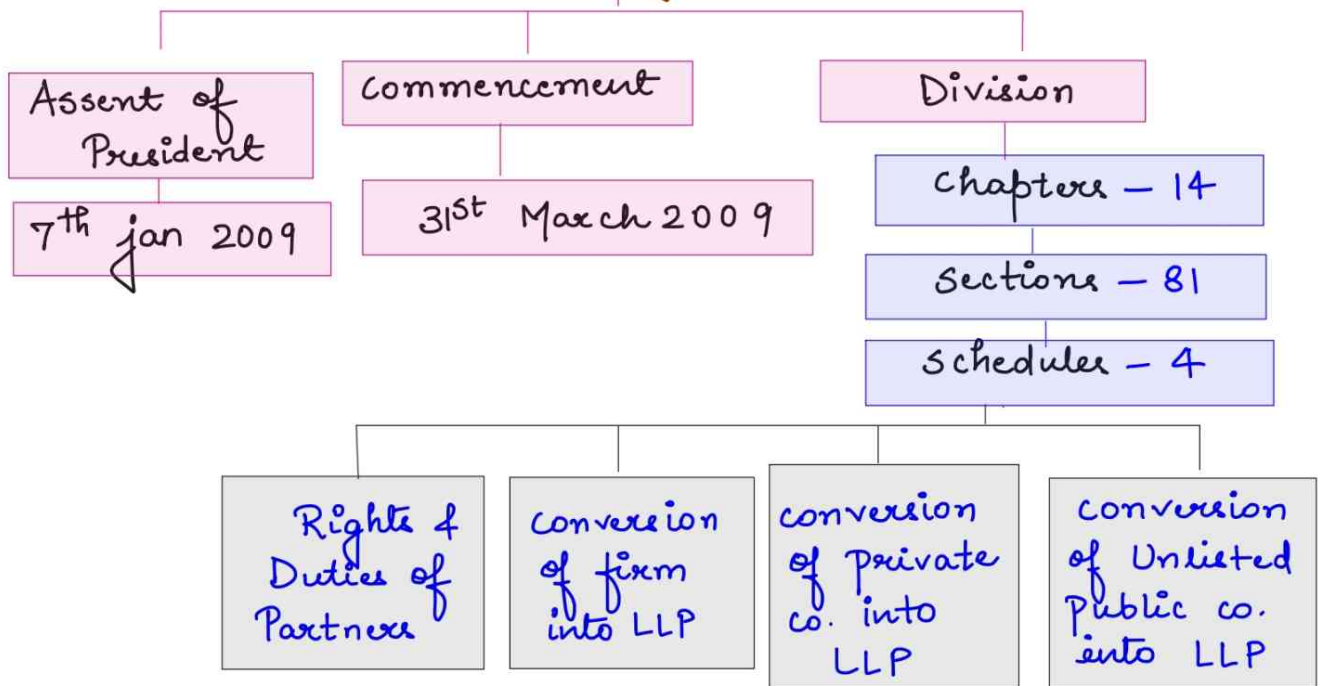 Assent of
President
7th jan 2009
Commencement
31st March 2009
Division
Chapters – 14
Sections – 81
Schedules – 4
Rights &
Duties of
Partners
conversion
of firm
into LLP
conversion
of private
co. into
LLP
conversion
of Unlisted
Public co.
into LLP